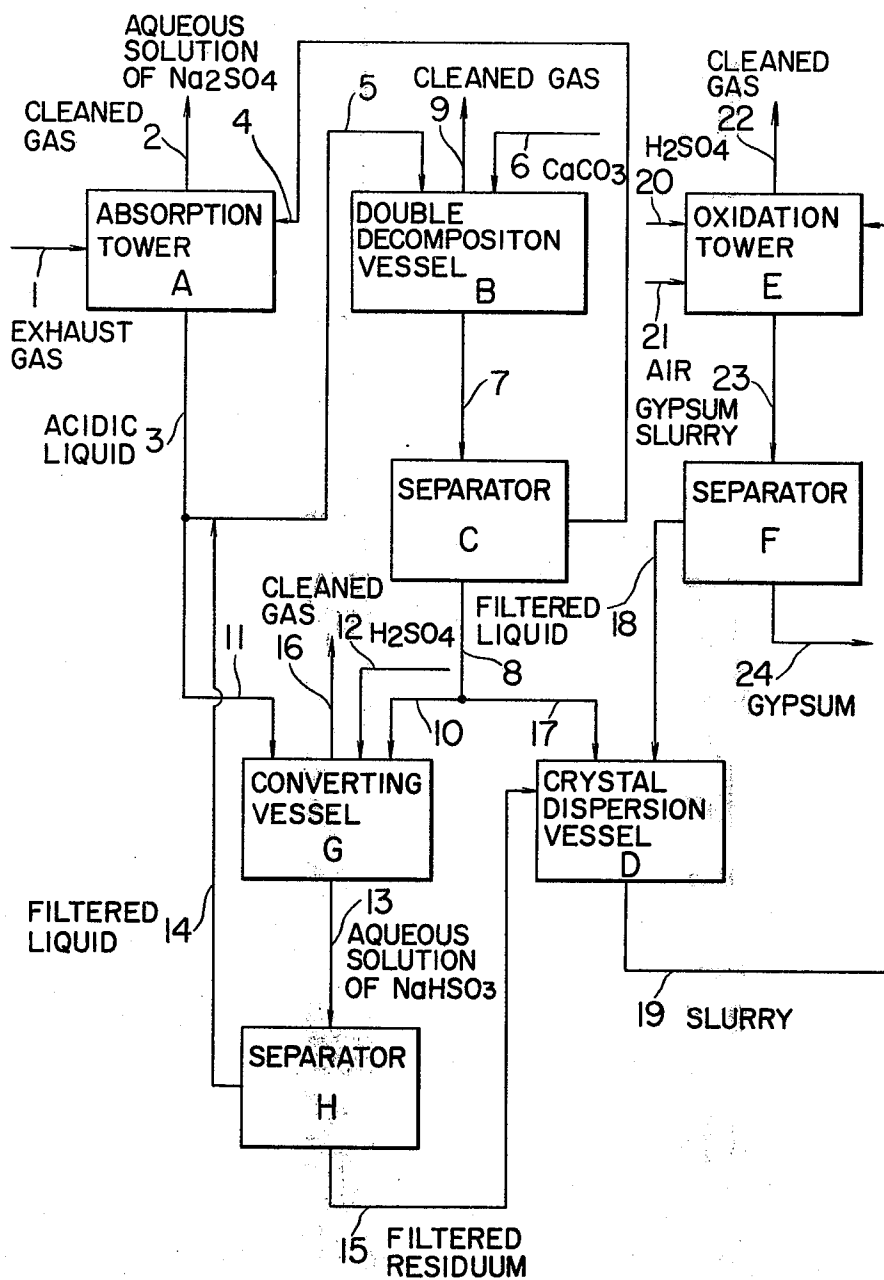 AQUEOUS
SOLUTION
OF Na2SO4
CLEANED
GAS
2
4
5
CLEANED GAS
9
6
CaCO3
CLEANED
GAS
22
H2SO4
20
ABSORPTION
TOWER
A
DOUBLE
DECOMPOSITON
VESSEL
B
OXIDATION
TOWER
E
1
EXHAUST
GAS
21
AIR
23
GYPSUM
SLURRY
7
ACIDIC
LIQUID
3
SEPARATOR
C
SEPARATOR
F
CLEANED
GAS
16
12
H2SO4
FILTERED
LIQUID
8
18
11
10
17
24
GYPSUM
CONVERTING
VESSEL
G
CRYSTAL
DISPERSION
VESSEL
D
FILTERED
LIQUID
14
13
AQUEOUS
SOLUTION
OF NaHSO3
19 SLURRY
SEPARATOR
H
15
FILTERED
RESIDUUM